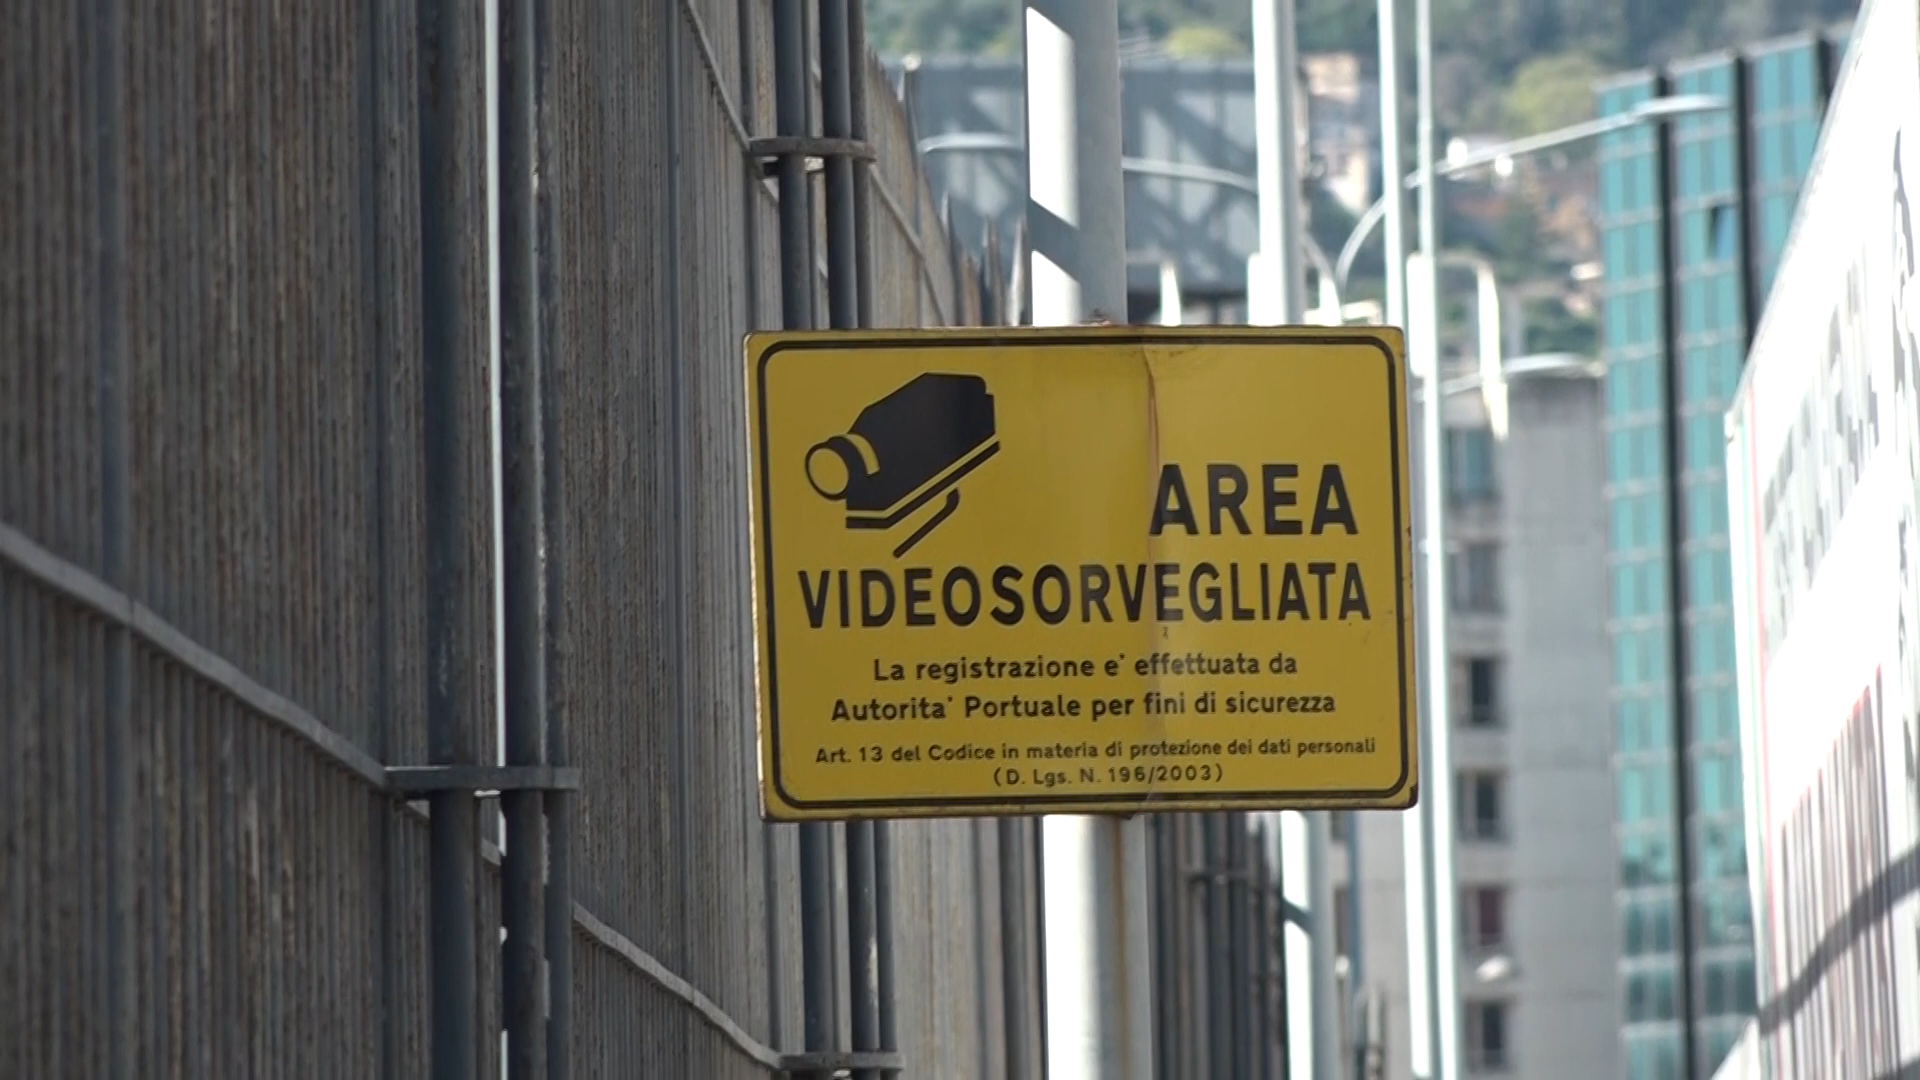 AREA
VIDEOSORVEGLIATA
La registrazione e' effettuata da
Autorita' Portuale per fini di sicurezza
Art. 13 del Codice in materia di protezione dei dati personali
(D. Lgs. N. 196/2003)